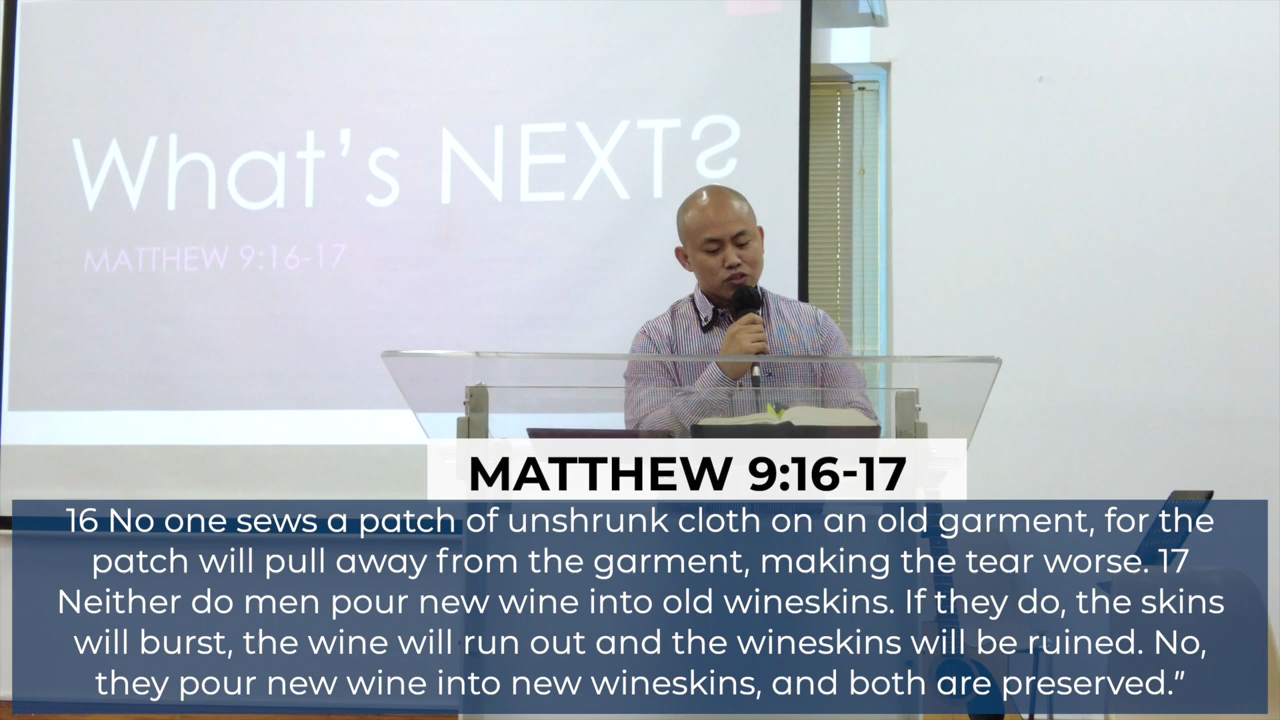 What's NEXT?
MATTHEW 9:16-17
MATTHEW 9:16-17
16 No one sews a patch of unshrunk cloth on an old garment, for the
patch will pull away from the garment, making the tear worse. 17
Neither do men pour new wine into old wineskins. If they do, the skins
will burst, the wine will run out and the wineskins will be ruined. No,
they pour new wine into new wineskins, and both are preserved.”